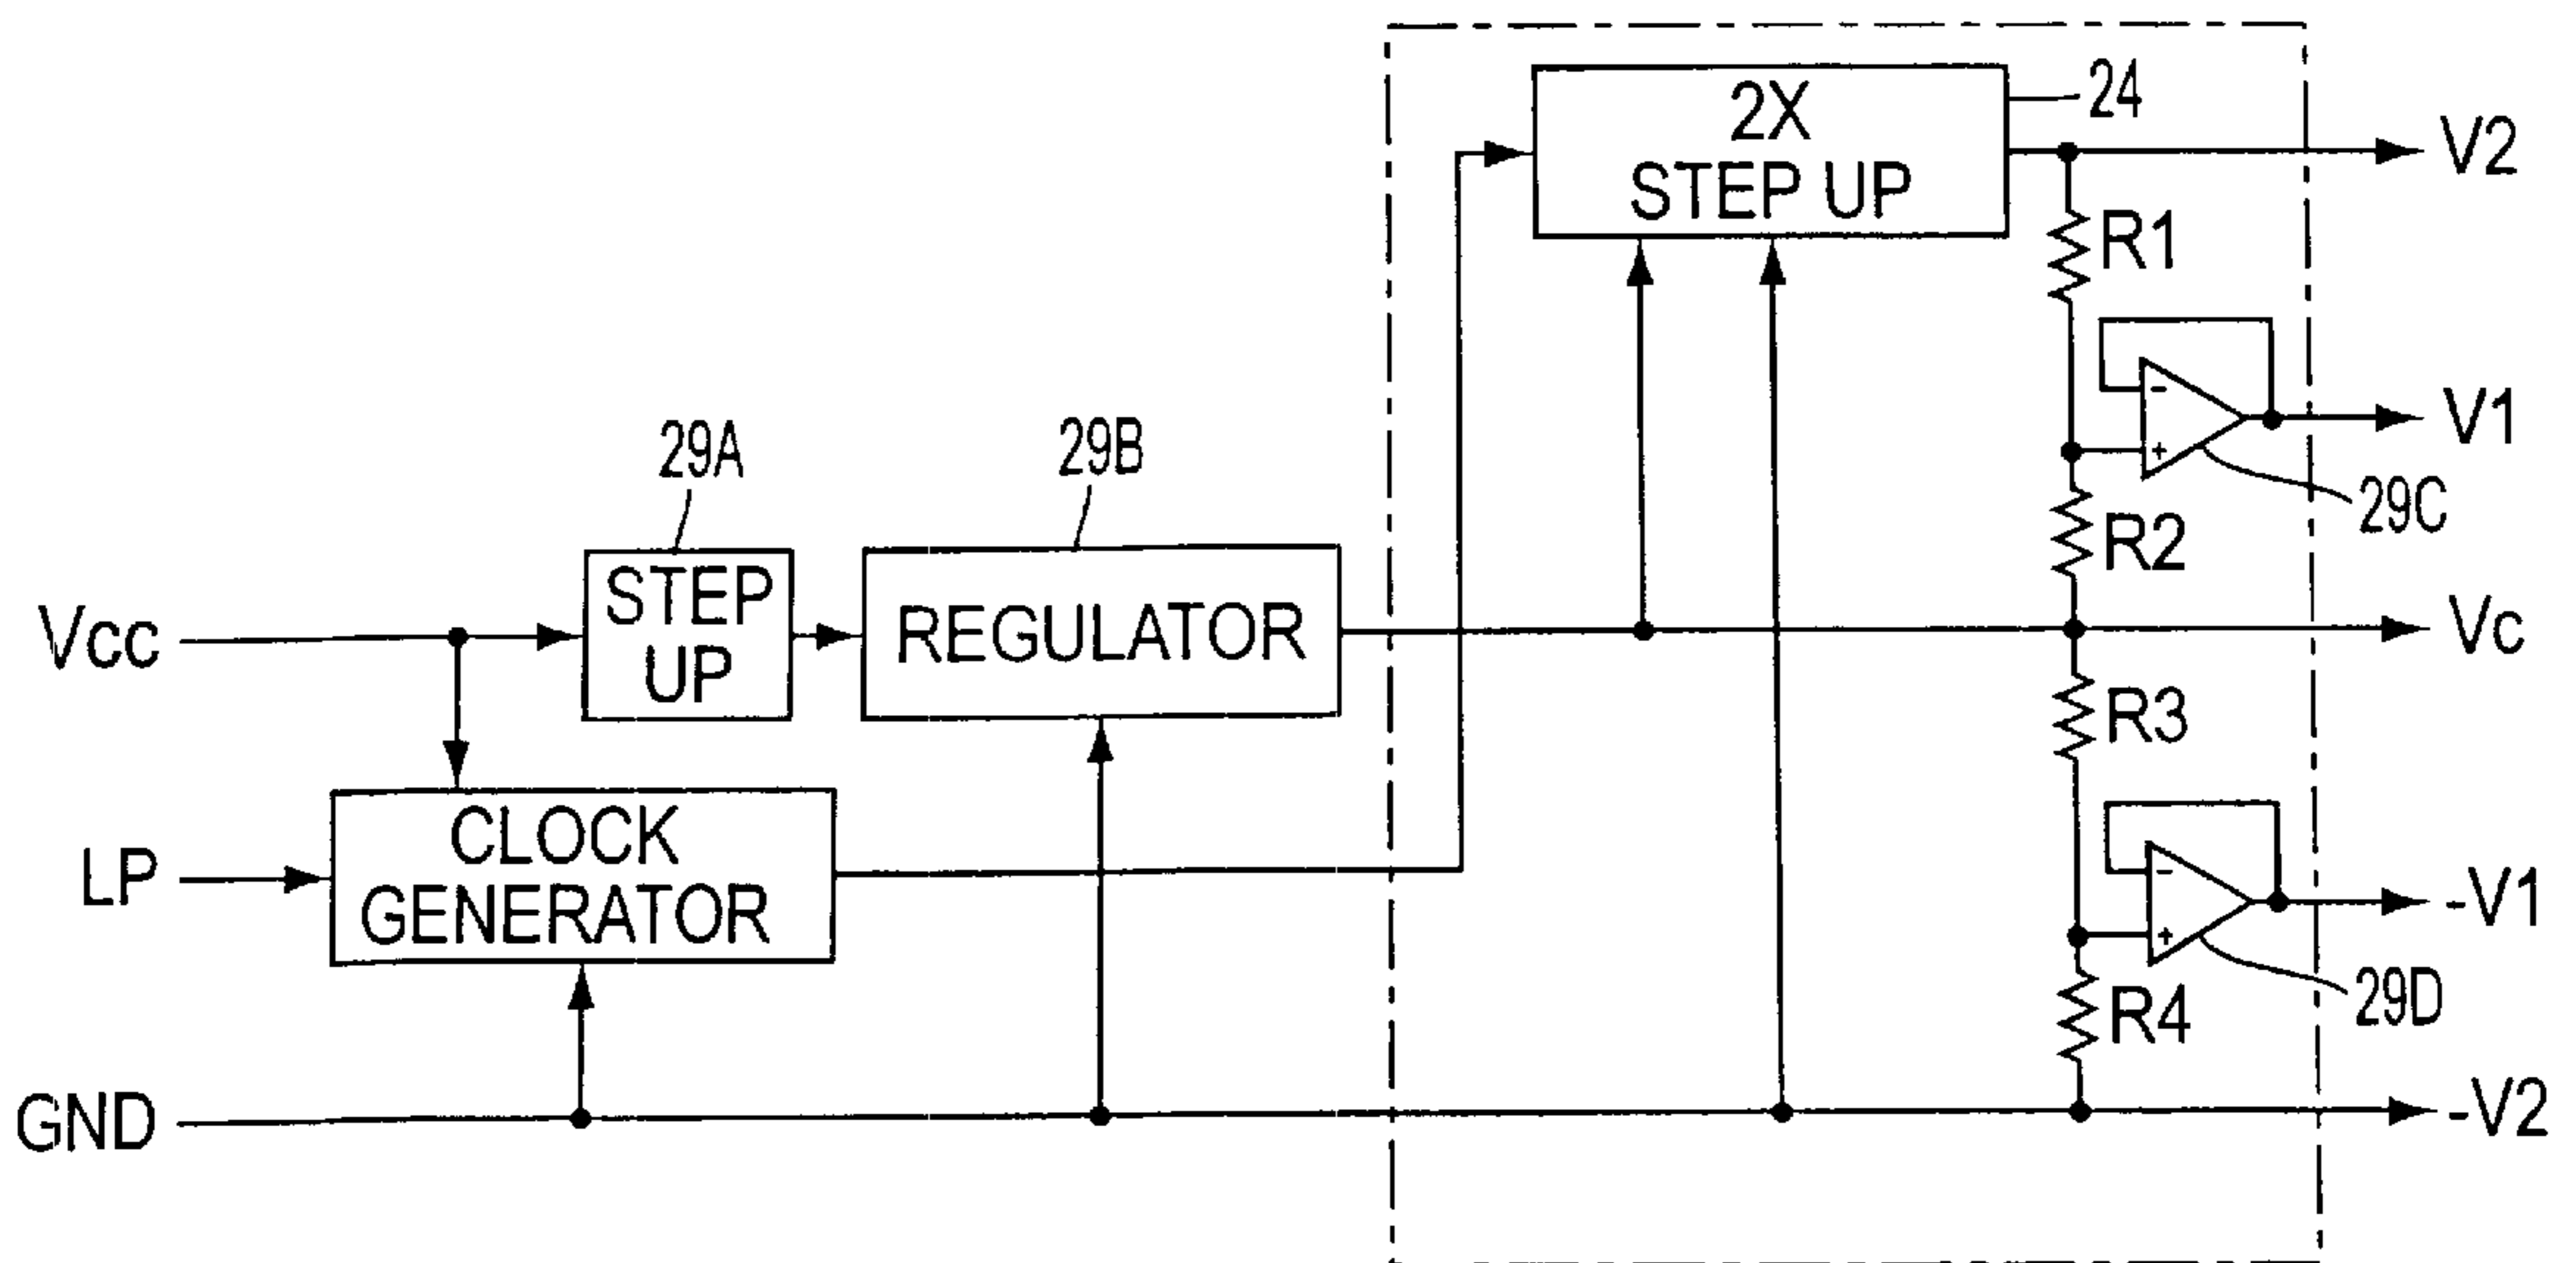 2X
STEP UP
24
V2
R1
V1
29C
R2
29A
29B
Vcc
STEP
UP
REGULATOR
Vc
R3
LP
CLOCK
GENERATOR
-V1
29D
R4
GND
-V2
-
+
-
+